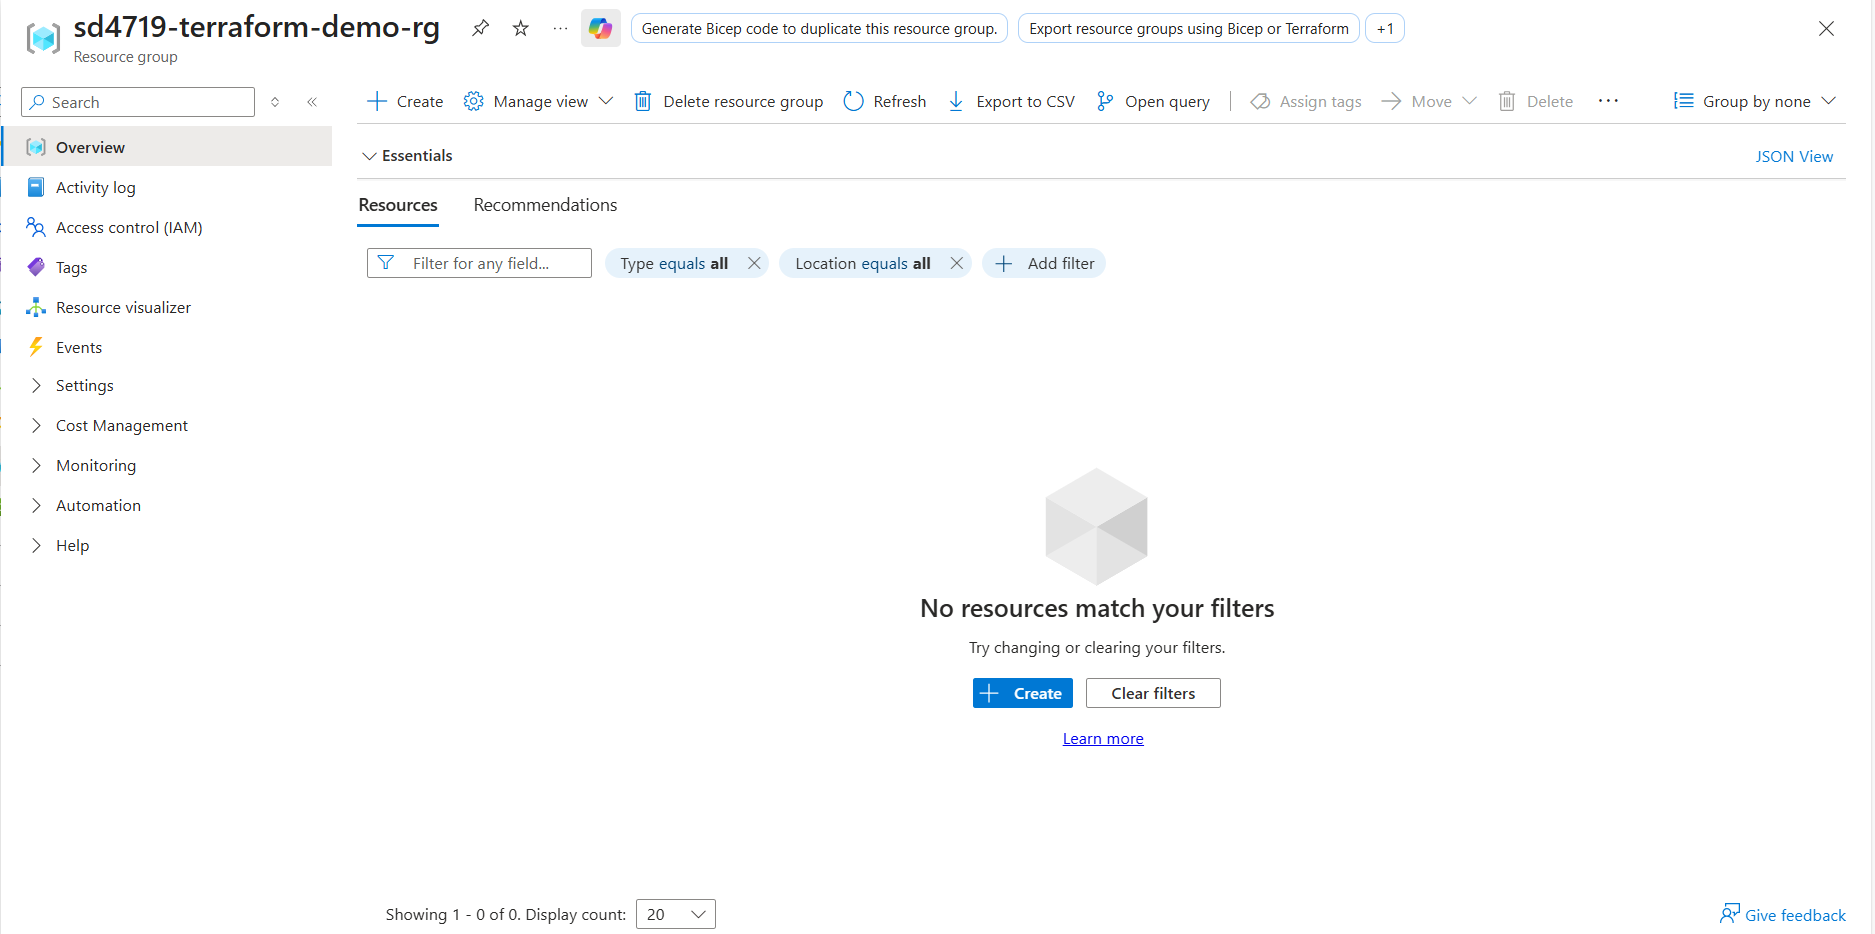 sd4719-terraform-demo-rg
Generate Bicep code to duplicate this resource group.
Export resource groups using Bicep or Terraform
+1
Resource group
Search
Create
Manage view
Delete resource group
Refresh
Export to CSV
Open query
Assign tags
Move
Delete
Group by none
Overview
Activity log
Access control (IAM)
Tags
Resource visualizer
Events
Settings
Cost Management
Monitoring
Automation
Help
Essentials
JSON View
Resources
Recommendations
Filter for any field...
Type equals all
Location equals all
Add filter
No resources match your filters
Try changing or clearing your filters.
Create
Clear filters
Learn more
Showing 1 - 0 of 0. Display count:
20
Give feedback